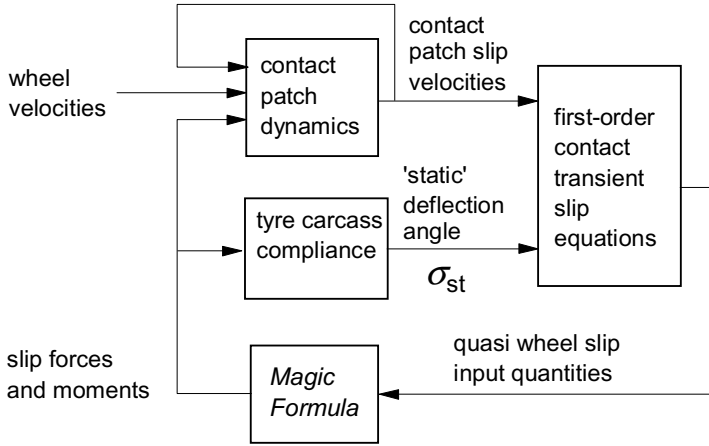 contact
patch slip
velocities
wheel
velocities
contact
patch
dynamics
first-order
contact
transient
slip
equations
'static'
deflection
angle
σst
tyre carcass
compliance
slip forces
and moments
Magic
Formula
quasi wheel slip
input quantities